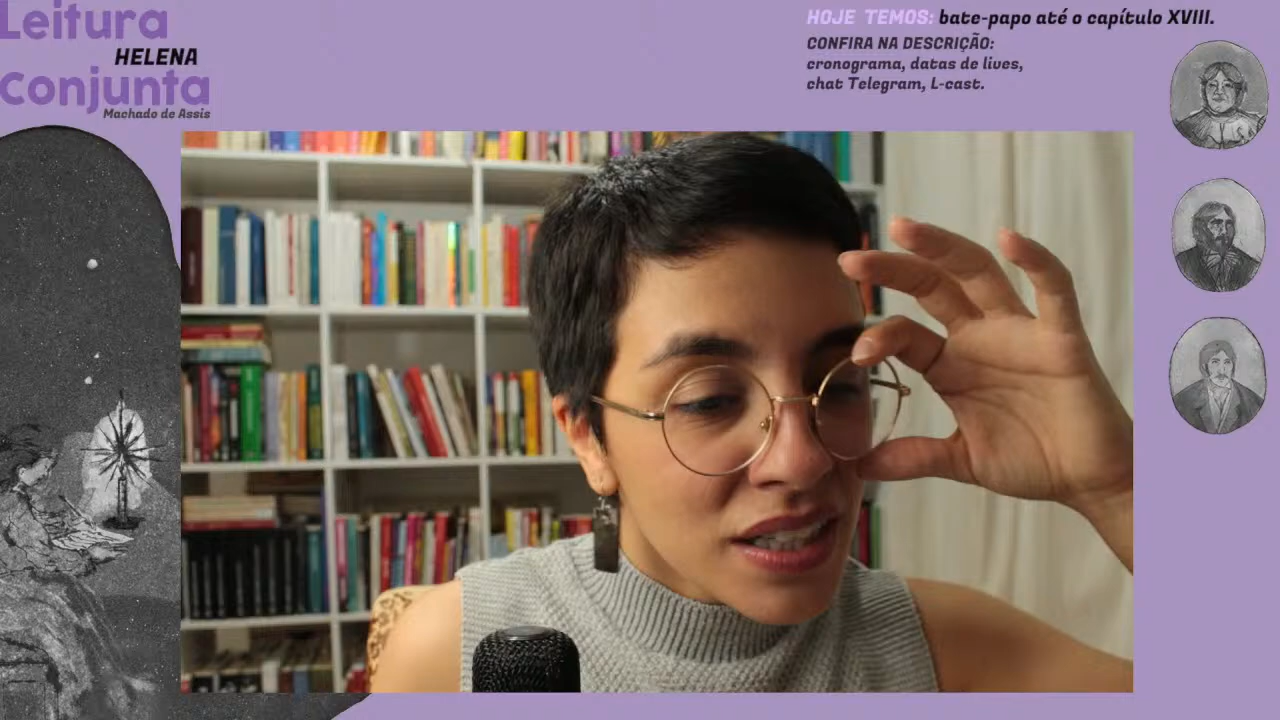 Leitura
HELENA
Conjunta
Machado de Assis
HOJE TEMOS: bate-papo até o capítulo XVIII.
CONFIRA NA DESCRIÇÃO:
cronograma, datas de lives,
chat Telegram, L-cast.